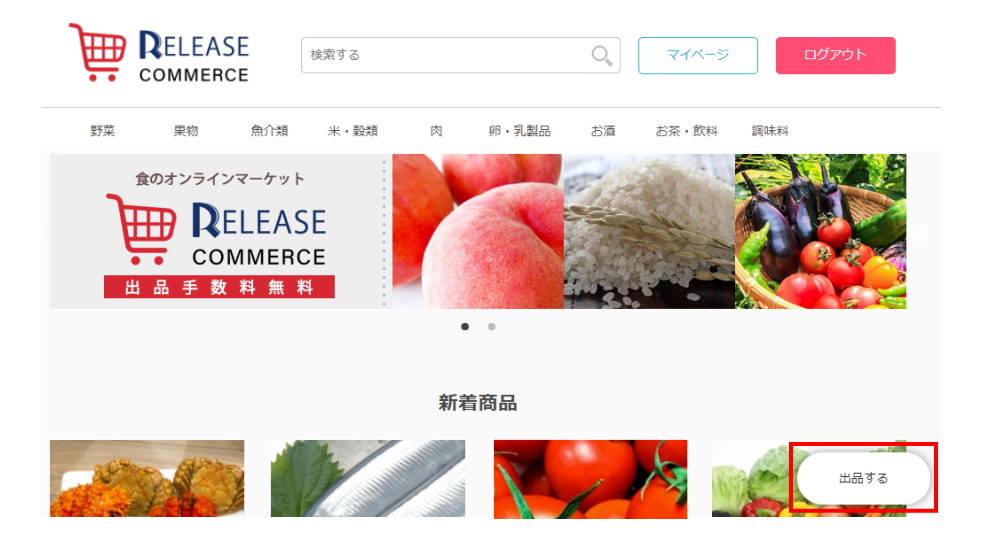 RELEASE
COMMERCE
検索する
マイページ
ログアウト
野菜 果物 魚介類 米・穀類 肉 卵・乳製品 お酒 お茶・飲料 調味料
食のオンラインマーケット
RELEASE
COMMERCE
出品手数料無料
新着商品
出品する